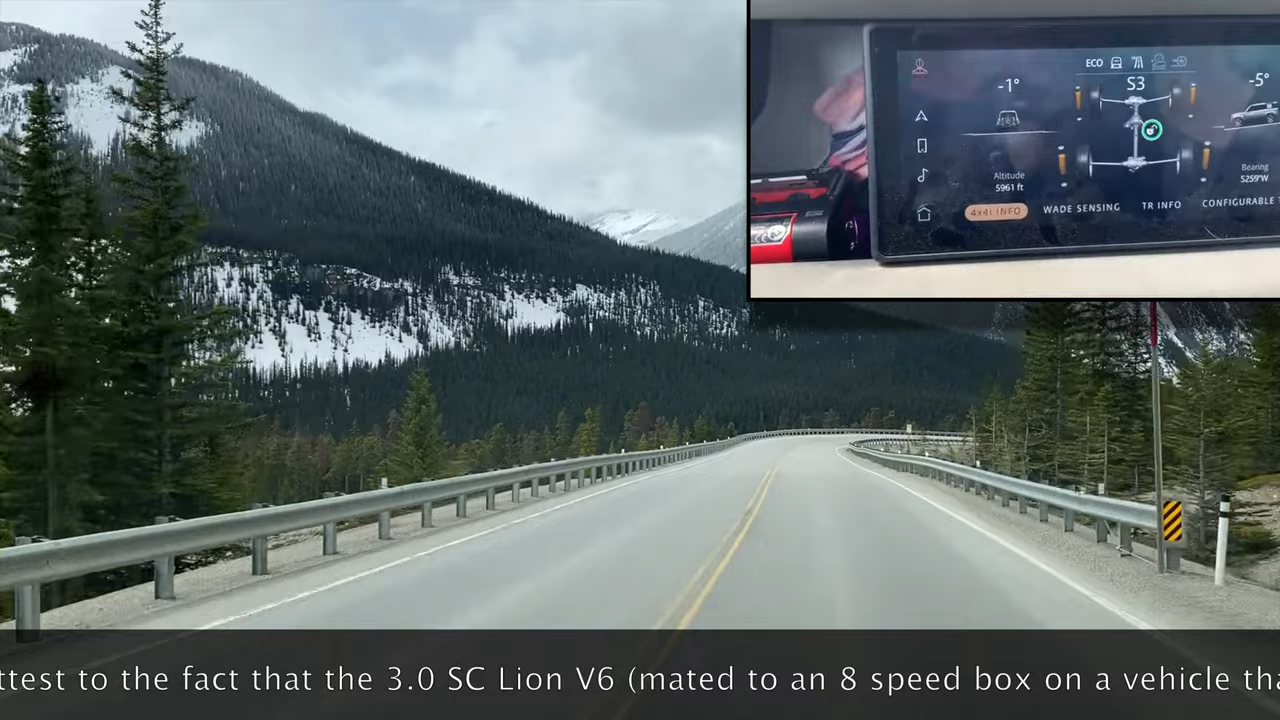 ECO
S3
-1°
-5°
Altitude
5961 ft
Bearing
S259°W
4x4i INFO WADE SENSING TR INFO CONFIGURABLE
ttest to the fact that the 3.0 SC Lion V6 (mated to an 8 speed box on a vehicle tha